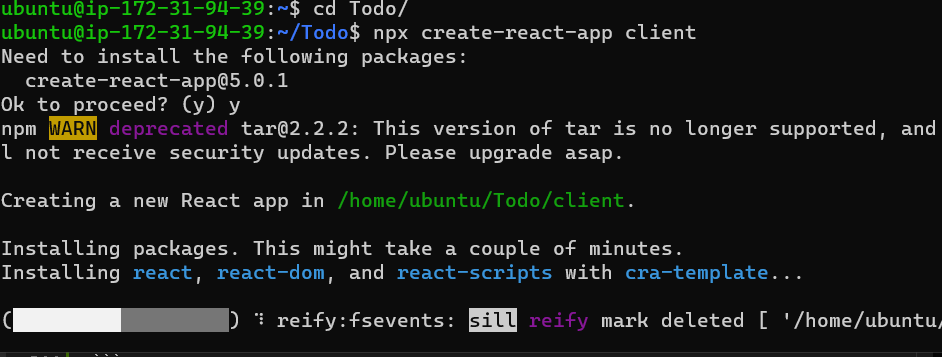 ubuntu@ip-172-31-94-39:~$ cd Todo/
ubuntu@ip-172-31-94-39:~/Todo$ npx create-react-app client
Need to install the following packages:
  create-react-app@5.0.1
Ok to proceed? (y) y
npm WARN deprecated tar@2.2.2: This version of tar is no longer supported, and
l not receive security updates. Please upgrade asap.

Creating a new React app in /home/ubuntu/Todo/client.

Installing packages. This might take a couple of minutes.
Installing react, react-dom, and react-scripts with cra-template...

(                  ) ⠹ reify:fsevents: sill reify mark deleted [ '/home/ubuntu/